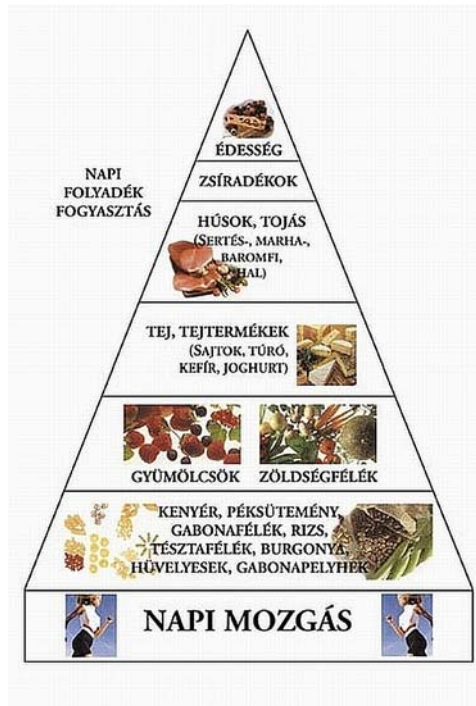 ÉDESSÉG
NAPI
FOLYADÉK
FOGYASZTÁS
ZSÍRADÉKOK
HÚSOK, TOJÁS
(SERTÉS-, MARHA-,
BAROMFI,
HAL)
TEJ, TEJTERMÉKEK
(SAJTOK, TÚRÓ,
KEFÍR, JOGHURT)
GYÜMÖLCSÖK
ZÖLDSÉGFÉLÉK
KENYÉR, PÉKSÜTEMÉNY,
GABONAFÉLÉK, RIZS,
TÉSZTAFÉLÉK, BURGONYA,
HÜVELYESEK, GABONAPELYHEK
NAPI MOZGÁS